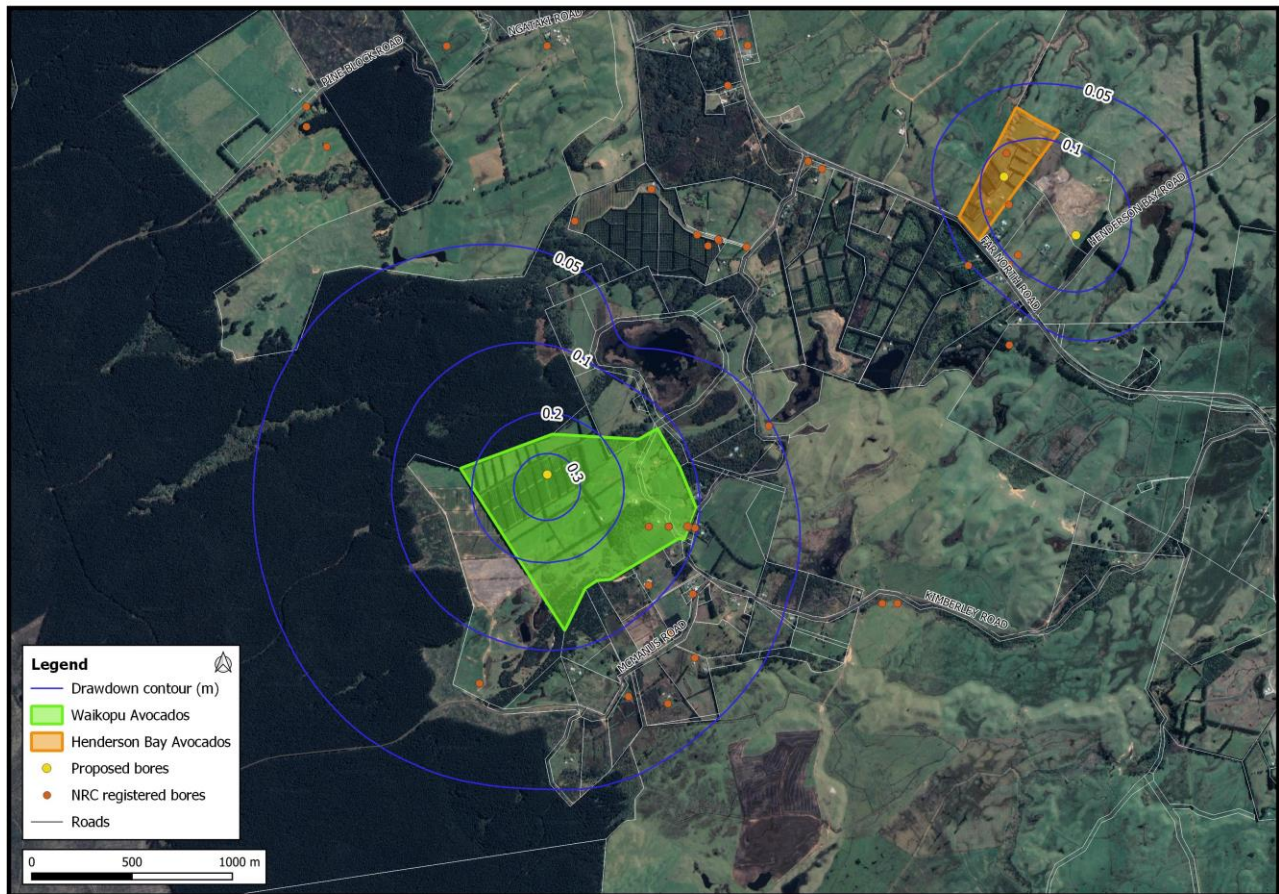 NGATAKI ROAD
PINE BLOCK ROAD
0.05
0.1
HENDERSON BAY ROAD
FAR NORTH ROAD
0.05
0.1
0.2
0.3
KIMBERLEY ROAD
MCMANUS ROAD
Legend
Drawdown contour (m)
Waikopu Avocados
Henderson Bay Avocados
Proposed bores
NRC registered bores
Roads
0 500 1000 m